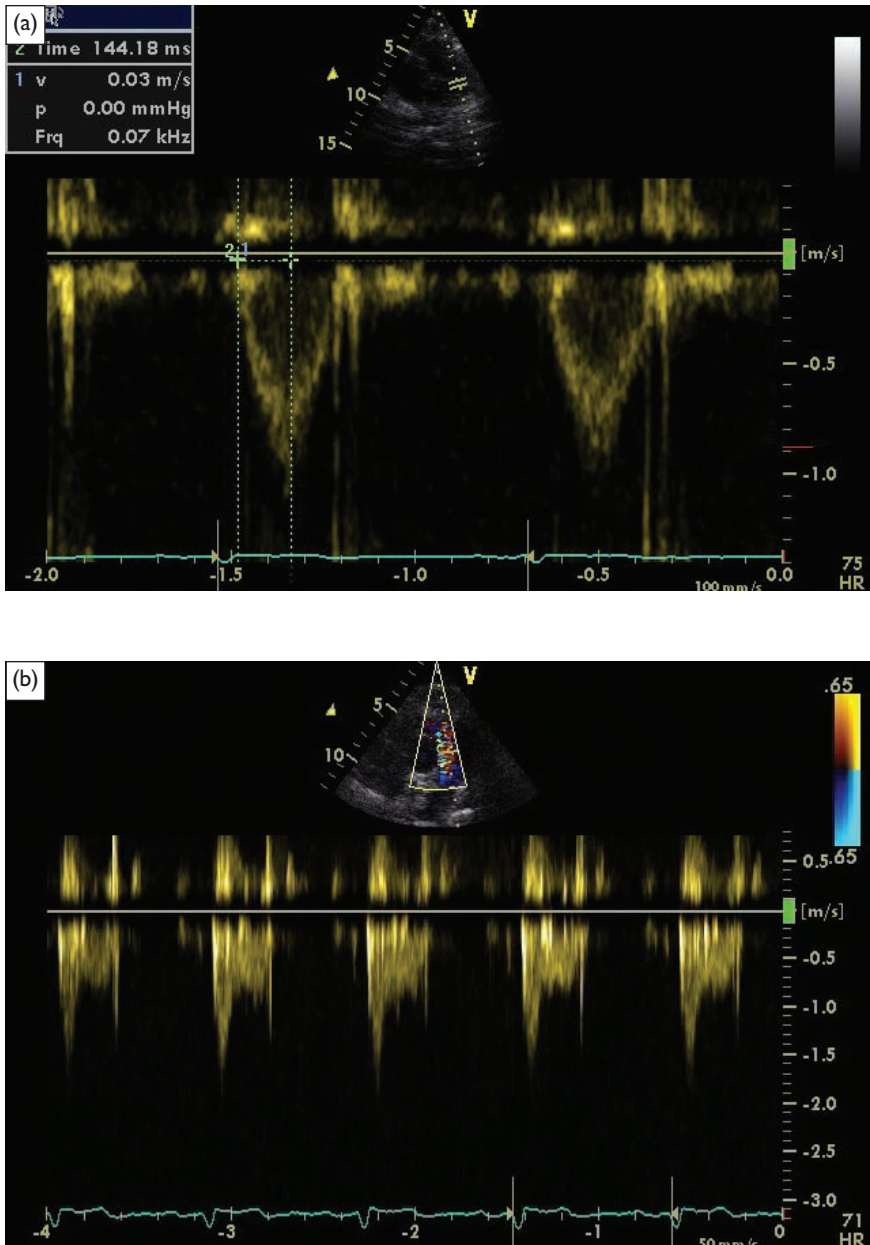 (a)
2 Time 144.18 ms
1 v 0.03 m/s
p 0.00 mmHg
Frq 0.07 kHz
V
5
10
15
2 1
[m/s]
-0.5
-1.0
-2.0 -1.5 -1.0 -0.5 0.0
100 mm/s
75
HR
(b)
V
5
10
.65
.65
0.5
[m/s]
-0.5
-1.0
-1.5
-2.0
-2.5
-3.0
-4 -3 -2 -1 0
50 mm/s
71
HR